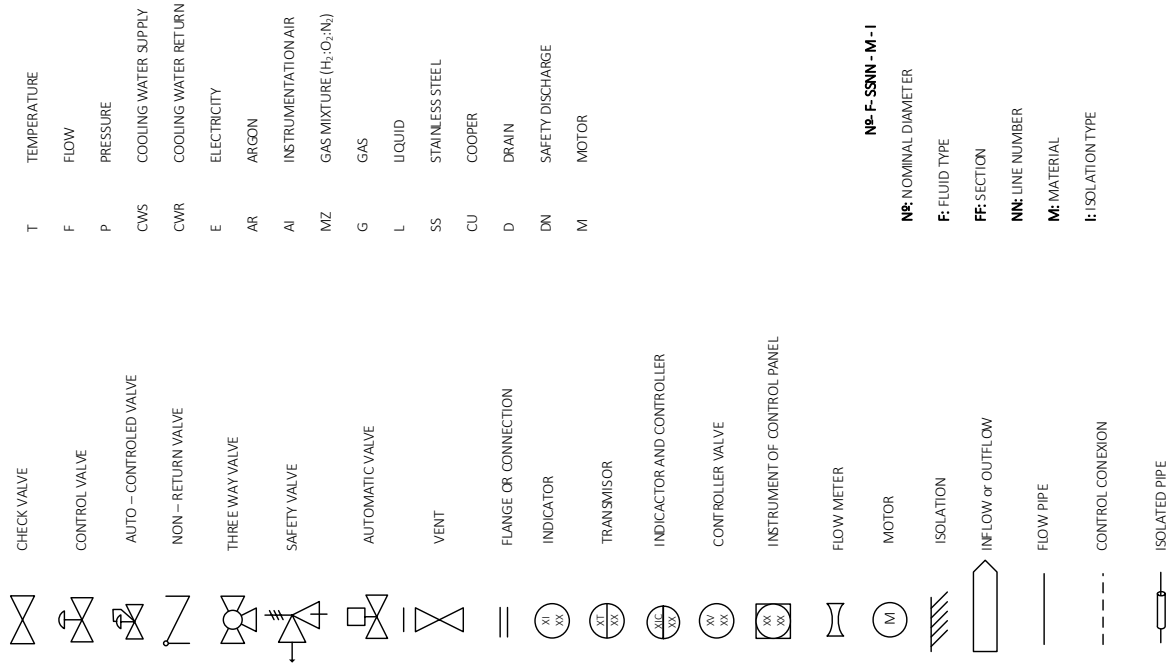 CHECK VALVE
CONTROL VALVE
AUTO – CONTROLED VALVE
NON – RETURN VALVE
THREE WAY VALVE
SAFETY VALVE
AUTOMATIC VALVE
VENT
FLANGE OR CONNECTION
XI XX INDICATOR
XT XX TRANSMISOR
XIC XX INDICACTOR AND CONTROLLER
XV XX CONTROLLER VALVE
XX XX INSTRUMENT OF CONTROL PANEL
FLOW METER
M MOTOR
ISOLATION
INFLOW or OUTFLOW
FLOW PIPE
CONTROL CONEXION
ISOLATED PIPE
T TEMPERATURE
F FLOW
P PRESSURE
CWS COOLING WATER SUPPLY
CWR COOLING WATER RETURN
E ELECTRICITY
AR ARGON
AI INSTRUMENTATION AIR
MZ GAS MIXTURE (H₂:O₂:N₂)
G GAS
L LIQUID
SS STAINLESS STEEL
CU COOPER
D DRAIN
DN SAFETY DISCHARGE
M MOTOR
Nº- F- SSNN - M - I
Nº: NOMINAL DIAMETER
F: FLUID TYPE
FF: SECTION
NN: LINE NUMBER
M: MATERIAL
I: ISOLATION TYPE